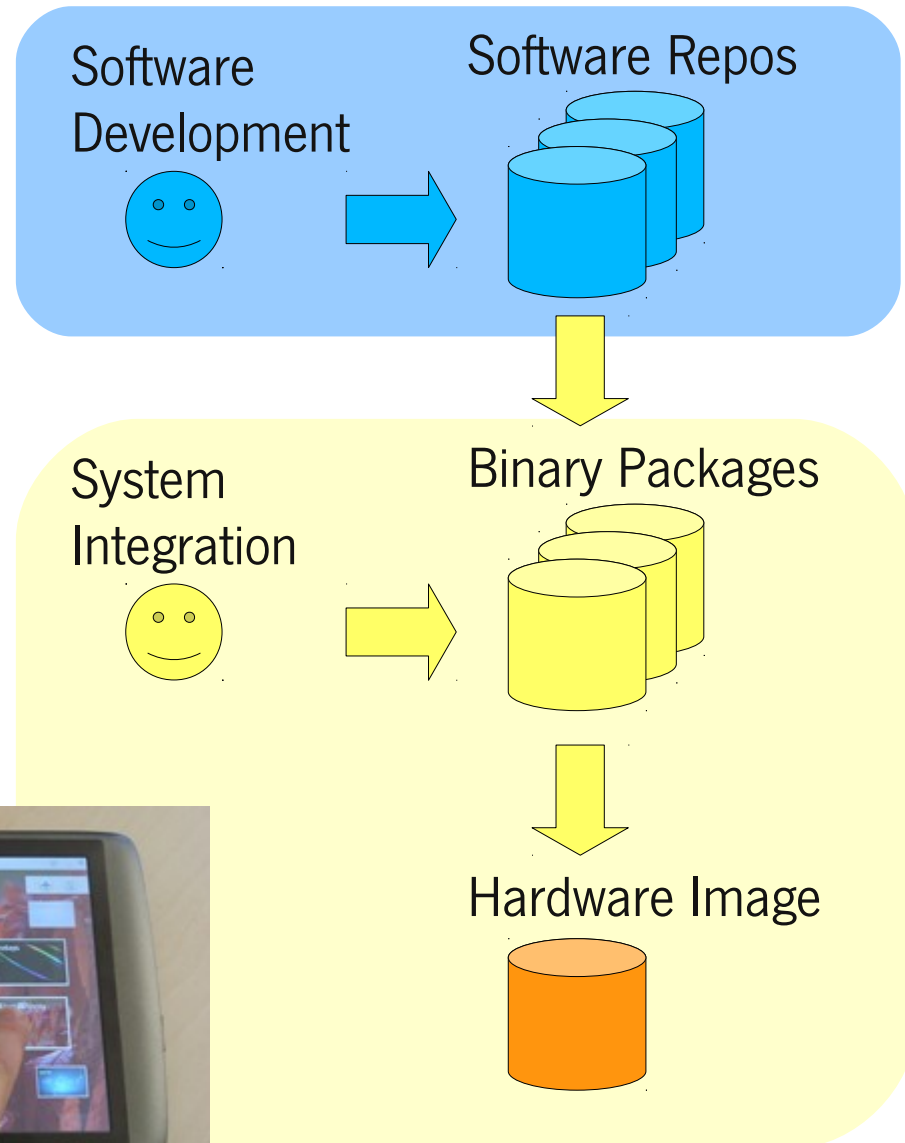 Software
Development
Software Repos
System
Integration
Binary Packages
Hardware Image